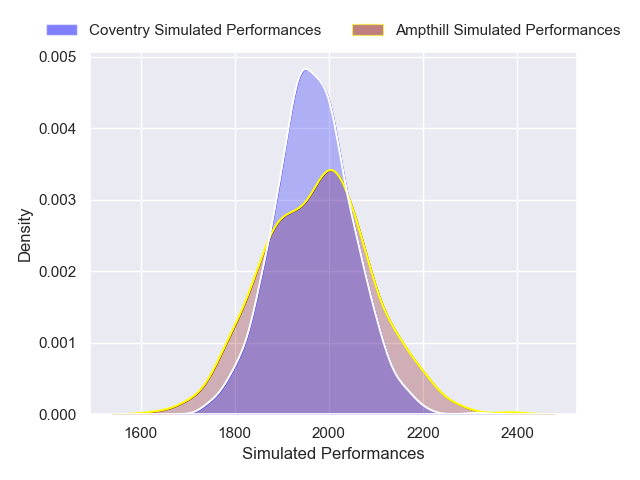 Coventry Simulated Performances Ampthill Simulated Performances
0.005
0.004
0.003
0.002
0.001
0.000
Density
1600 1800 2000 2200 2400
Simulated Performances